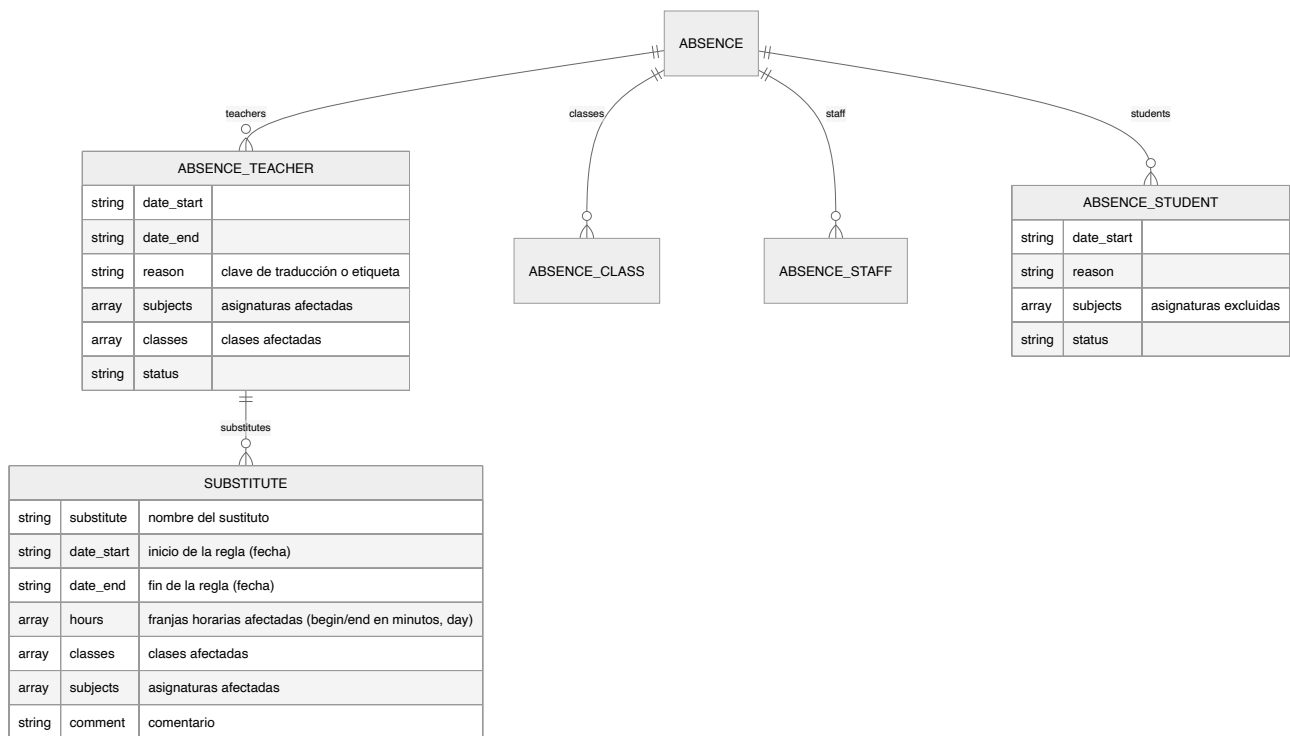 ABSENCE
teachers
classes
staff
students
ABSENCE_TEACHER
string date_start
string date_end
string reason clave de traducción o etiqueta
array subjects asignaturas afectadas
array classes clases afectadas
string status
ABSENCE_CLASS
ABSENCE_STAFF
ABSENCE_STUDENT
string date_start
string reason
array subjects asignaturas excluidas
string status
substitutes
SUBSTITUTE
string substitute nombre del sustituto
string date_start inicio de la regla (fecha)
string date_end fin de la regla (fecha)
array hours franjas horarias afectadas (begin/end en minutos, day)
array classes clases afectadas
array subjects asignaturas afectadas
string comment comentario